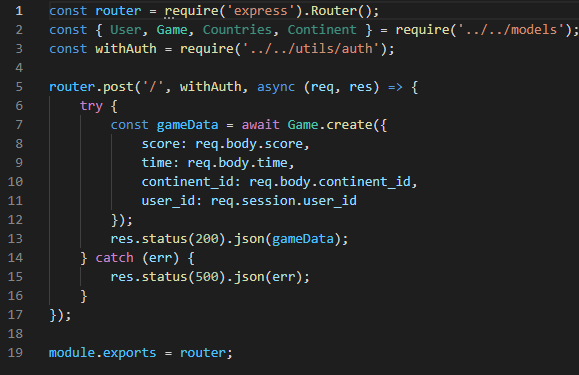 1 const router = require('express').Router();
2 const { User, Game, Countries, Continent } = require('../../models');
3 const withAuth = require('../../utils/auth');
4
5 router.post('/', withAuth, async (req, res) => {
6     try {
7         const gameData = await Game.create({
8             score: req.body.score,
9             time: req.body.time,
10             continent_id: req.body.continent_id,
11             user_id: req.session.user_id
12         });
13         res.status(200).json(gameData);
14     } catch (err) {
15         res.status(500).json(err);
16     }
17 });
18
19 module.exports = router;